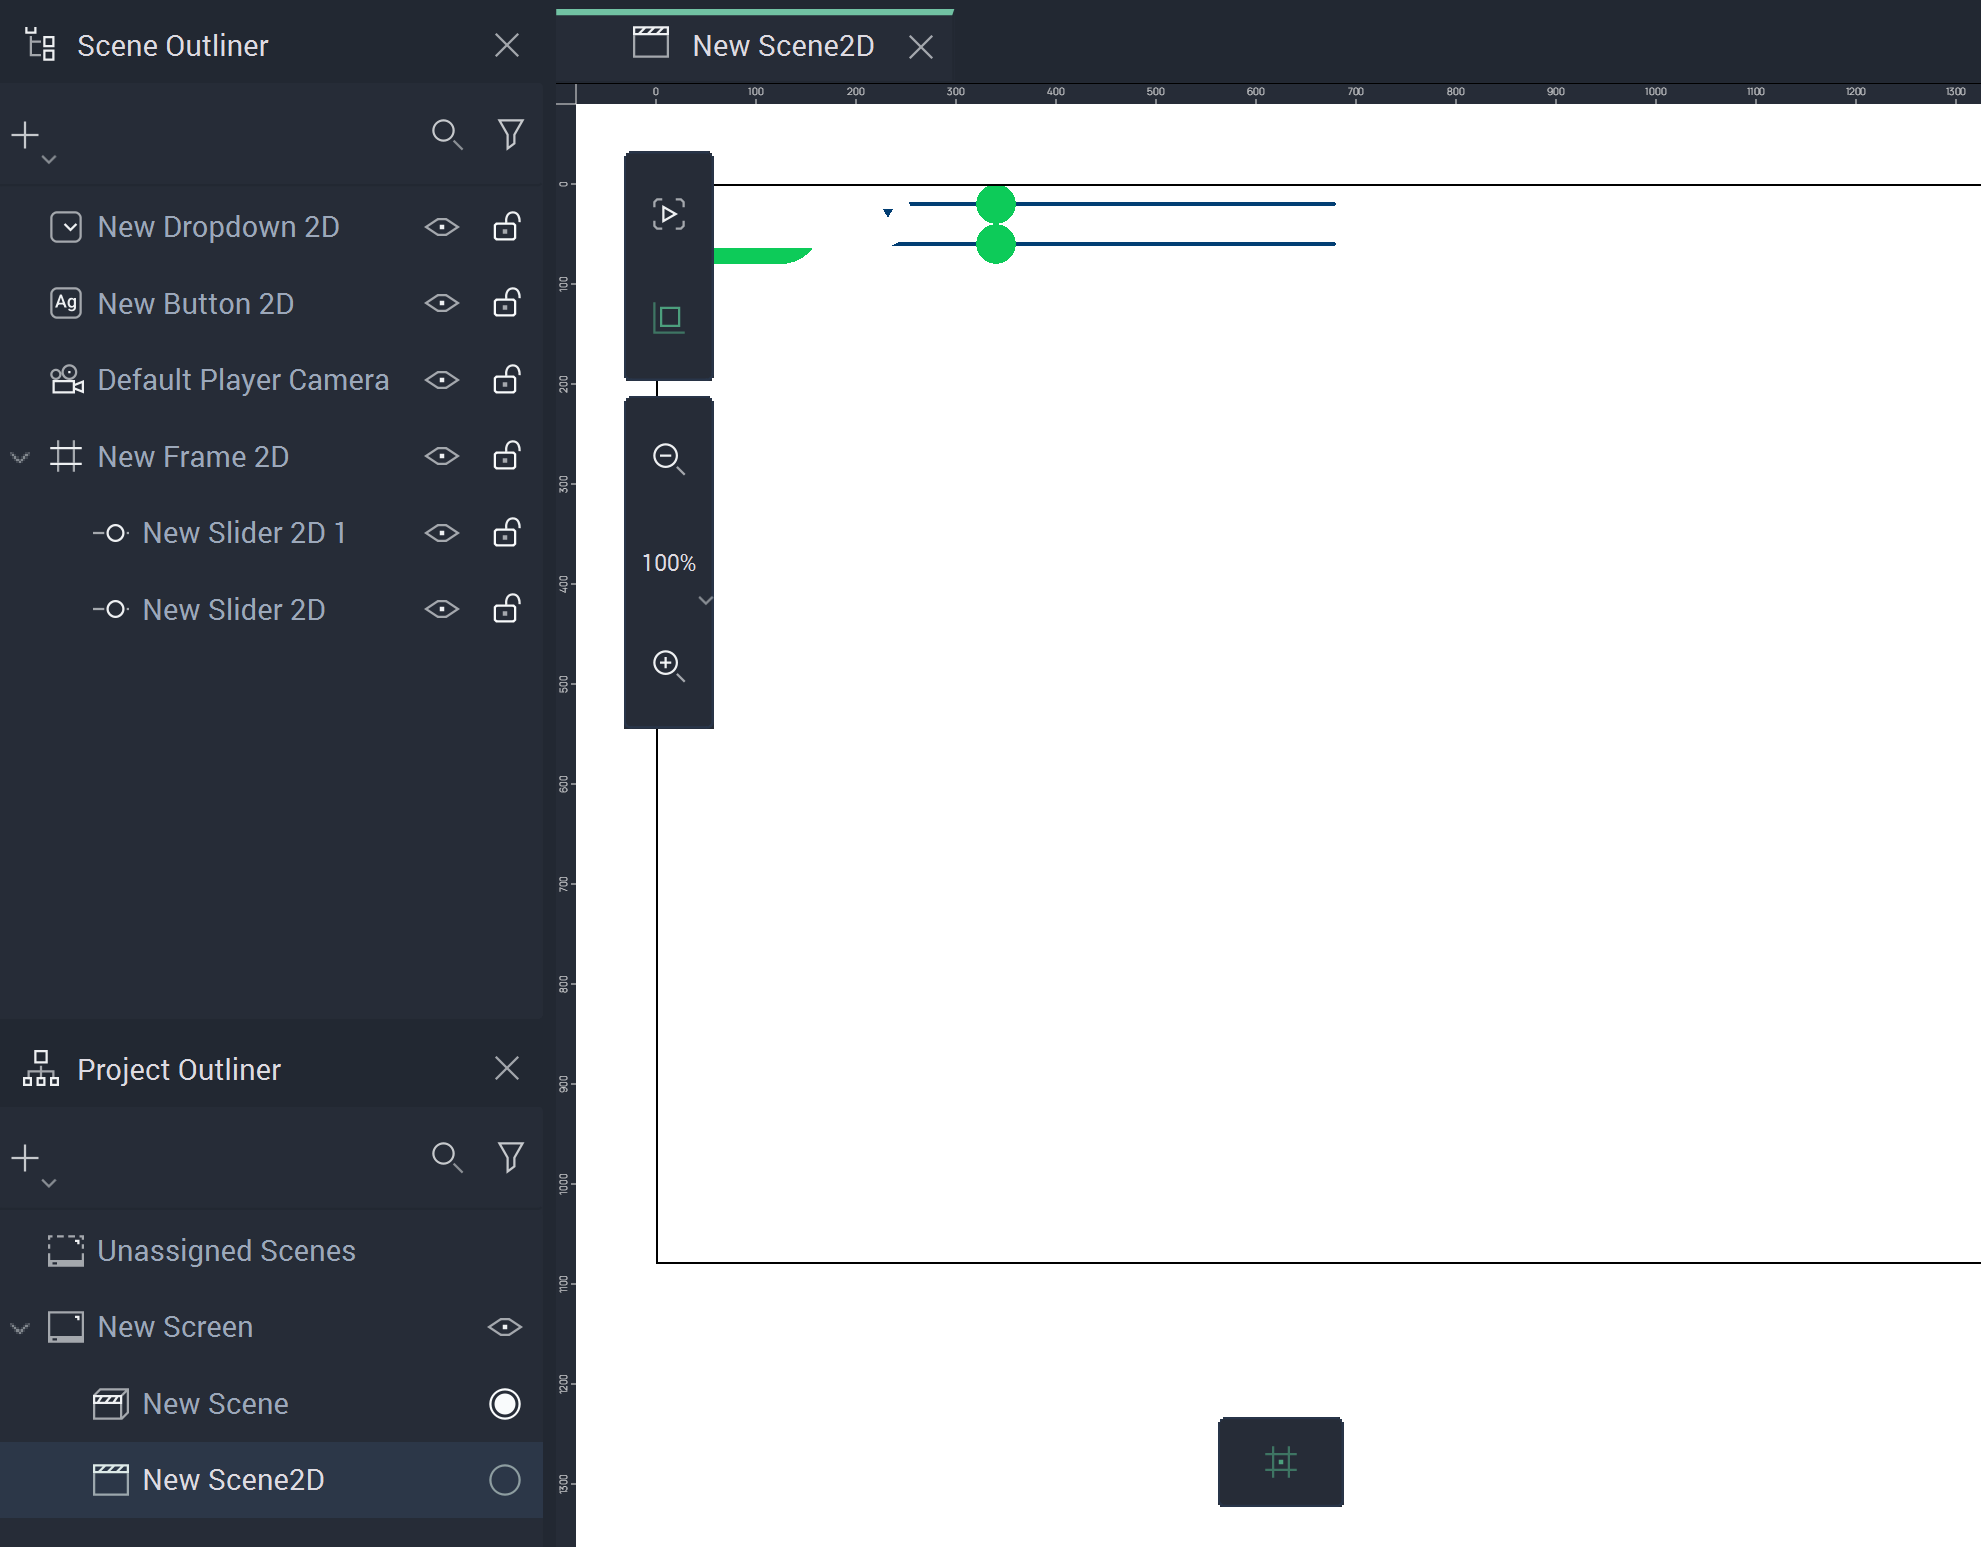 Scene Outliner
New Scene2D
0 100 200 300 400 500 600 700 800 900 1000 1100 1200 1300
New Dropdown 2D
Ag New Button 2D
Default Player Camera
New Frame 2D
New Slider 2D 1
New Slider 2D
0
100
200
300
400
500
600
700
800
900
1000
1100
1200
1300
100%
Project Outliner
Unassigned Scenes
New Screen
New Scene
New Scene2D